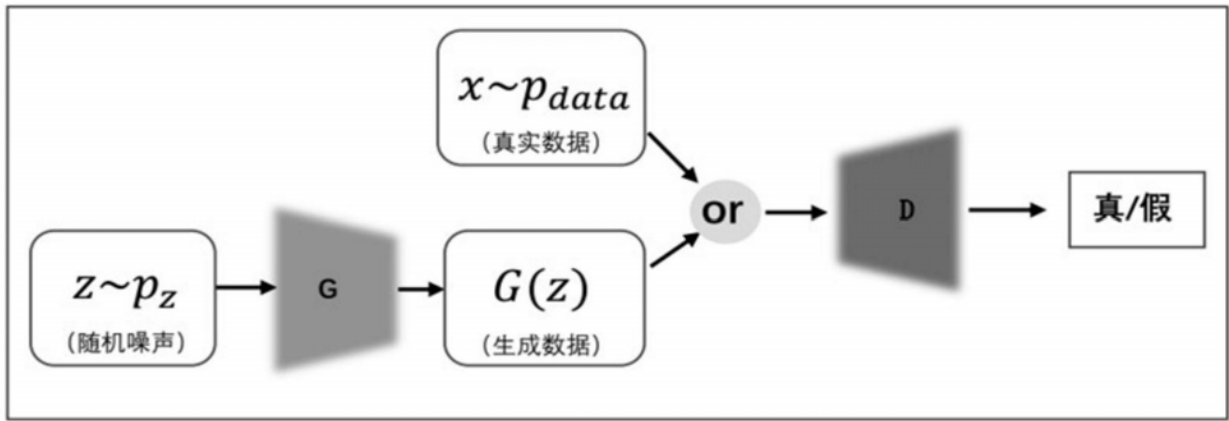 x~p_data
（真实数据）
z~p_z
（随机噪声）
G
G(z)
（生成数据）
or
D
真/假